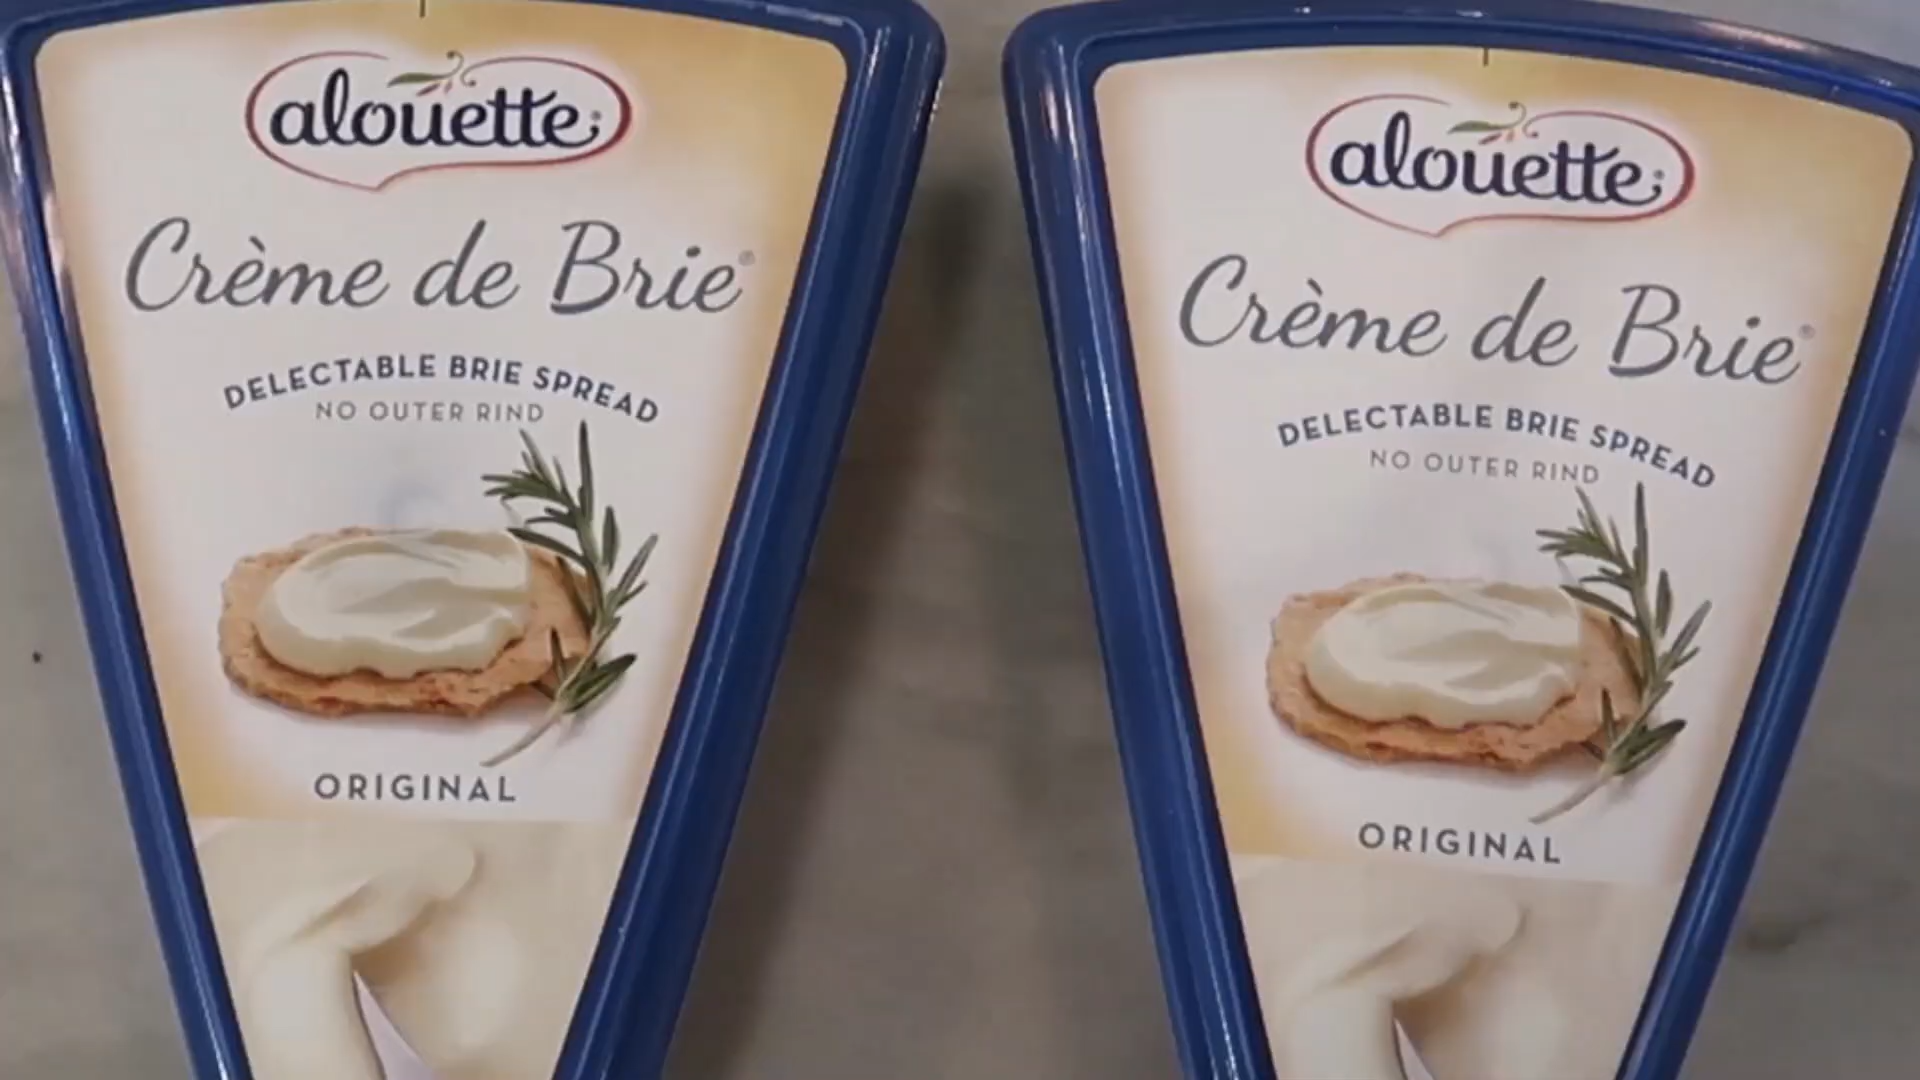 alouette
Crème de Brie®
DELECTABLE BRIE SPREAD
NO OUTER RIND
ORIGINAL
alouette
Crème de Brie®
DELECTABLE BRIE SPREAD
NO OUTER RIND
ORIGINAL